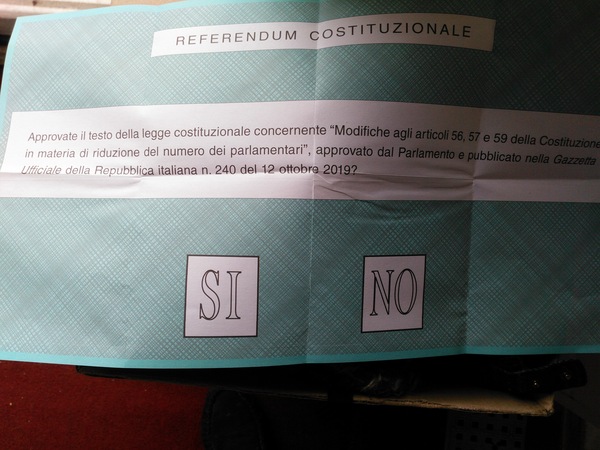 REFERENDUM COSTITUZIONALE
Approvate il testo della legge costituzionale concernente “Modifiche agli articoli 56, 57 e 59 della Costituzione
in materia di riduzione del numero dei parlamentari”, approvato dal Parlamento e pubblicato nella Gazzetta
Ufficiale della Repubblica italiana n. 240 del 12 ottobre 2019?
SI NO